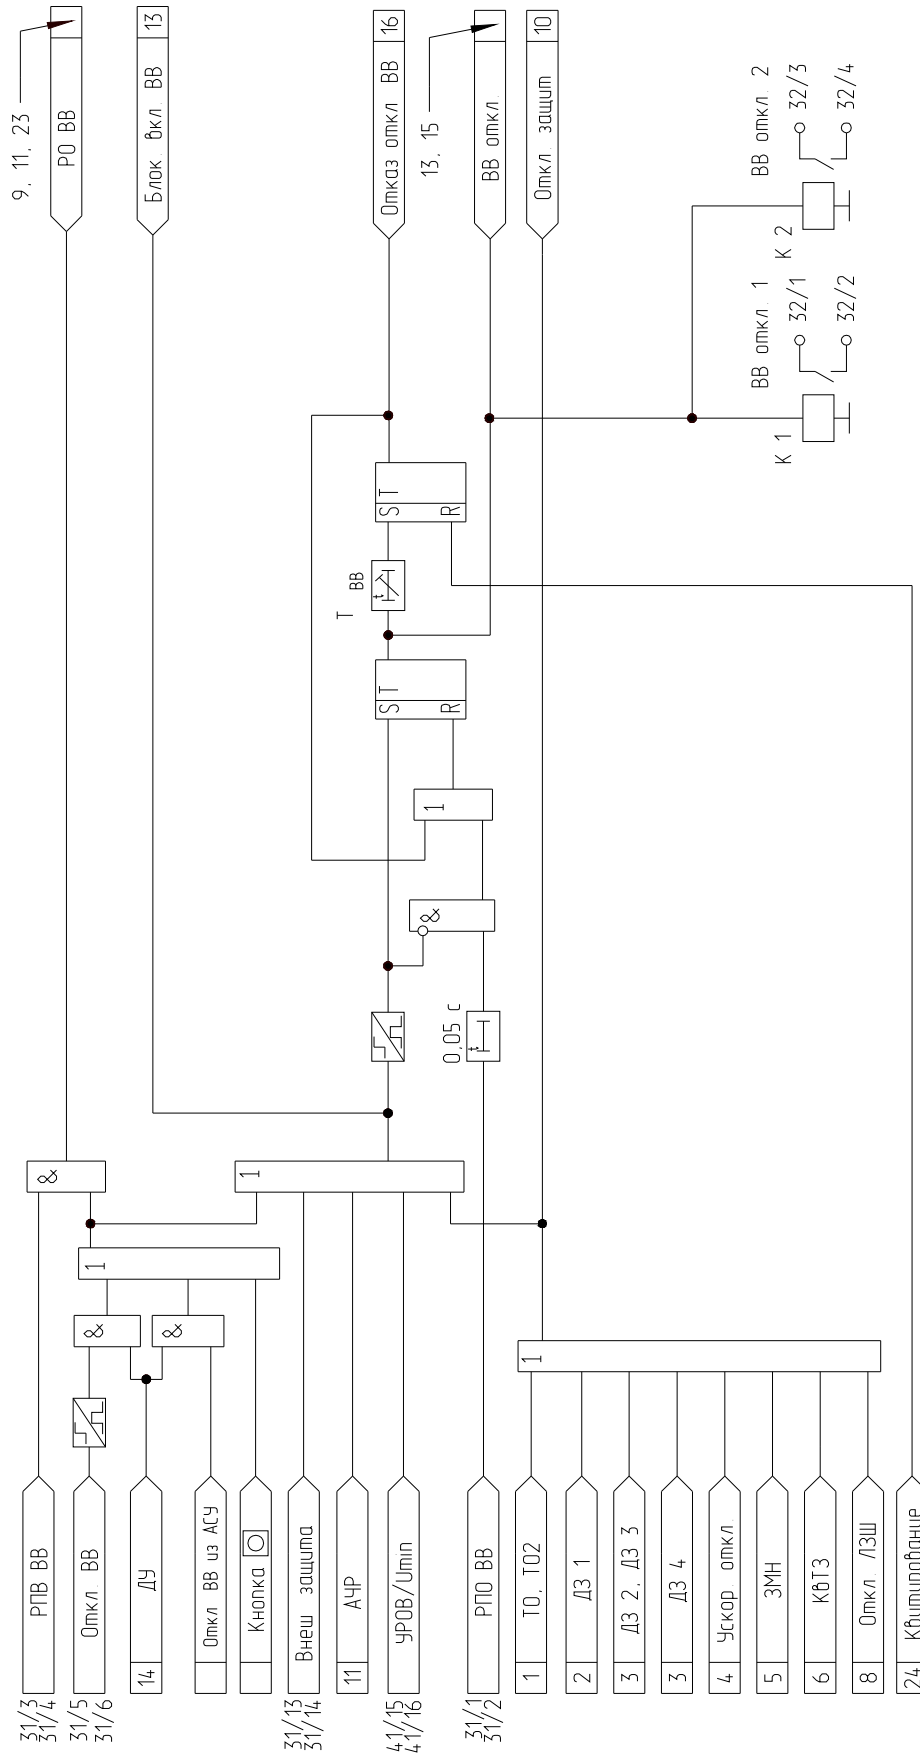 31/3
31/4
РПВ ВВ
31/5
31/6
Откл. ВВ
14
ДУ
Откл ВВ из АСУ
Кнопка
31/13
31/14
Внеш защита
11
АЧР
41/15
41/16
УРОВ/Umin
31/1
31/2
РПО ВВ
1
ТО, ТО2
2
ДЗ 1
3
ДЗ 2, ДЗ 3
3
ДЗ 4
4
Ускор. откл
5
ЗМН
6
КВТЗ
8
Откл. ЛЗШ
24
Квитирование
&
&
1
&
1
1
0,05 с
t
&
1
S T
R
Т ВВ
t
S T
R
РО ВВ
9, 11, 23
Блок. вкл. ВВ
13
Отказ откл ВВ
16
ВВ откл.
13, 15
Откл. защит
10
К 1
ВВ откл. 1
32/1
32/2
К 2
ВВ откл. 2
32/3
32/4